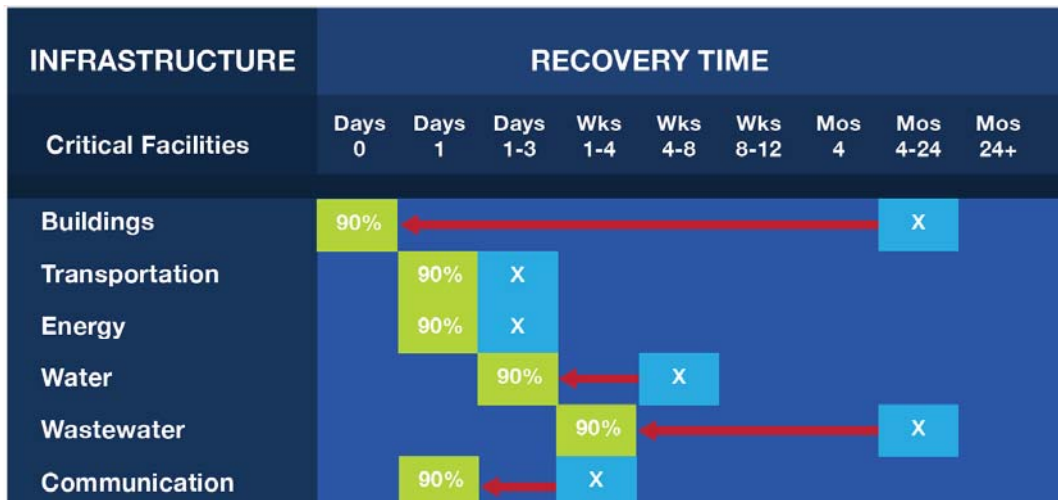 INFRASTRUCTURE RECOVERY TIME
Critical Facilities Days 0 Days 1 Days 1-3 Wks 1-4 Wks 4-8 Wks 8-12 Mos 4 Mos 4-24 Mos 24+
Buildings 90% X
Transportation 90% X
Energy 90% X
Water 90% X
Wastewater 90% X
Communication 90% X